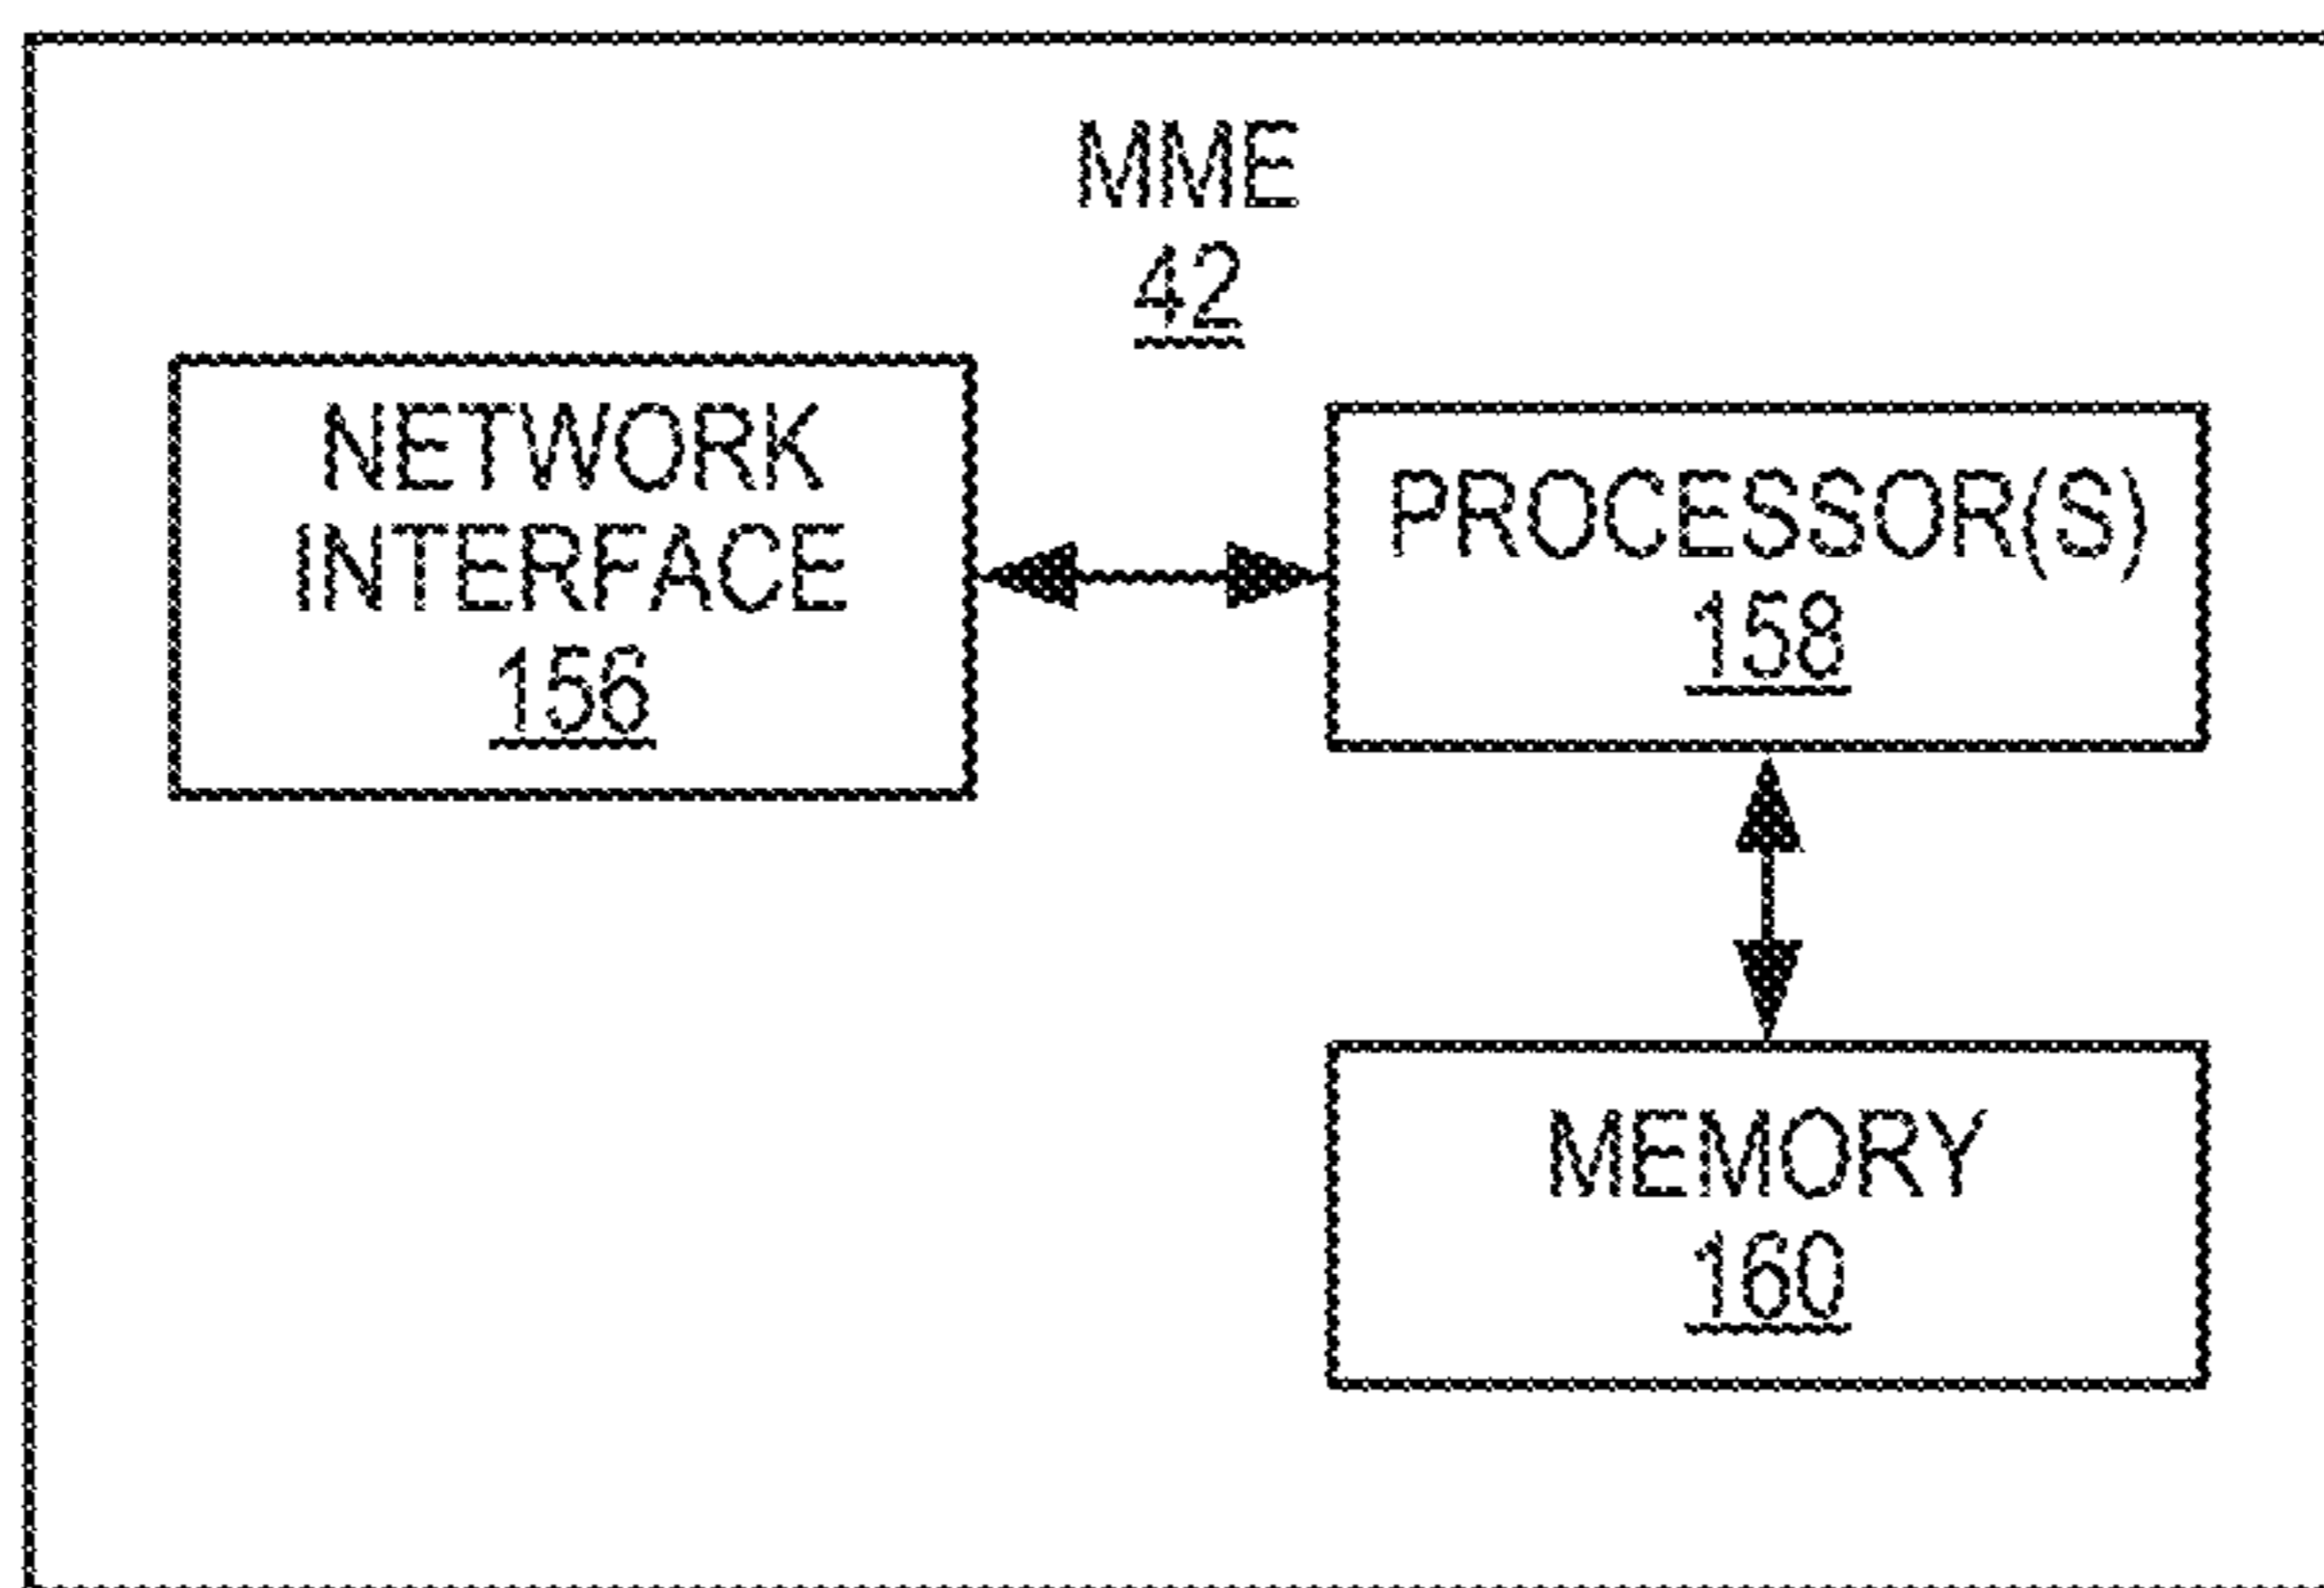 MME
42
NETWORK
INTERFACE
156
PROCESSOR(S)
158
MEMORY
160